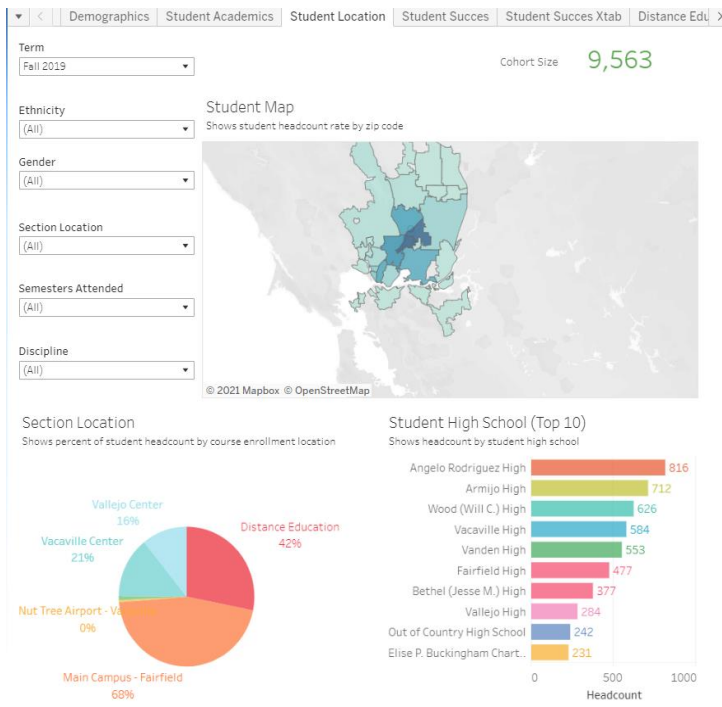 Demographics
Student Academics
Student Location
Student Succes
Student Succes Xtab
Distance Edu
Term
Fall 2019
Cohort Size 9,563
Ethnicity
(All)
Gender
(All)
Section Location
(All)
Semesters Attended
(All)
Discipline
(All)
Student Map
Shows student headcount rate by zip code
© 2021 Mapbox © OpenStreetMap
Section Location
Shows percent of student headcount by course enrollment location
Vallejo Center
16%
Distance Education
42%
Vacaville Center
21%
Nut Tree Airport - 
0%
Main Campus - Fairfield
68%
Student High School (Top 10)
Shows headcount by student high school
Angelo Rodriguez High 816
Armijo High 712
Wood (Will C.) High 626
Vacaville High 584
Vanden High 553
Fairfield High 477
Bethel (Jesse M.) High 377
Vallejo High 284
Out of Country High School 242
Elise P. Buckingham Chart.. 231
0 500 1000
Headcount